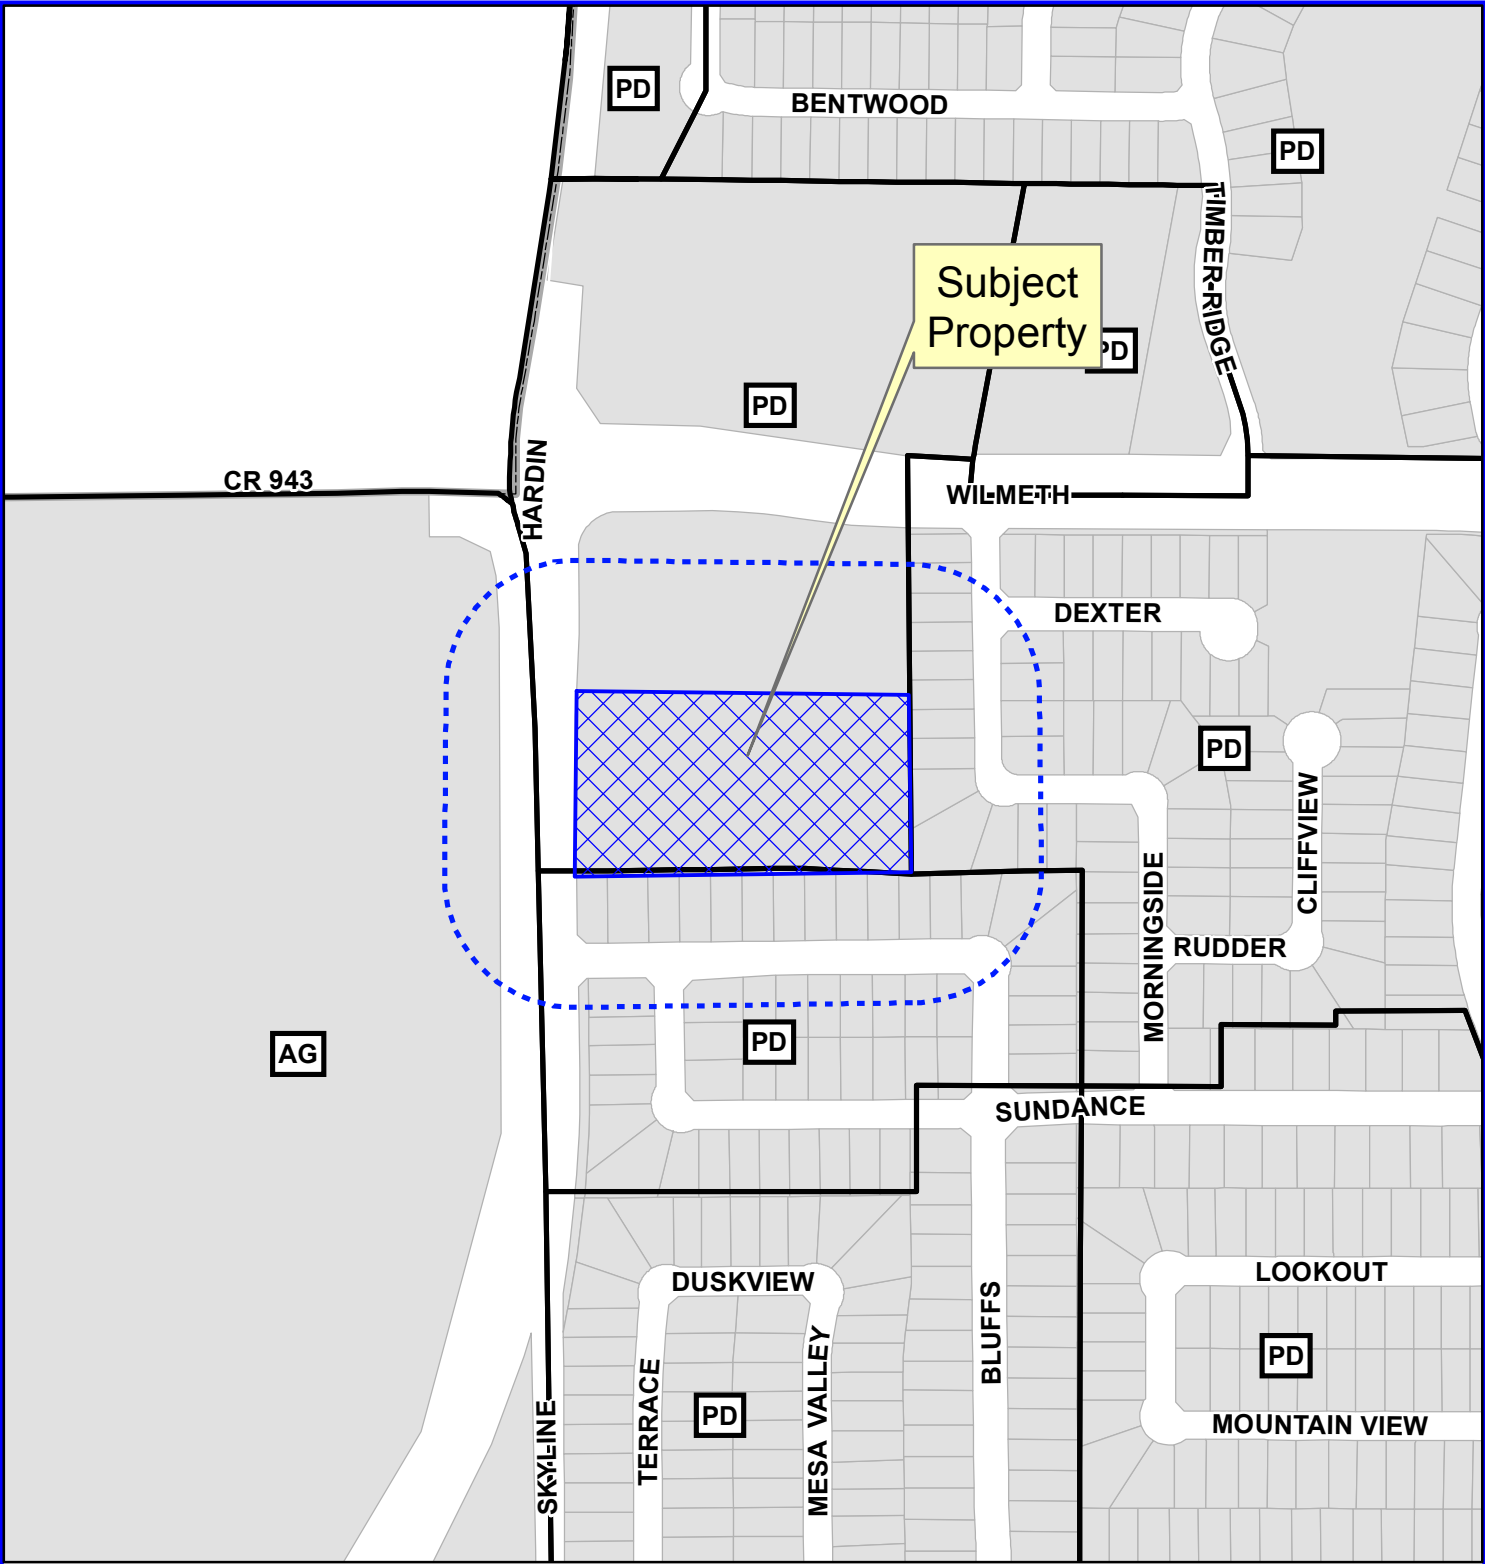 PD
BENTWOOD
PD
TIMBER RIDGE
Subject
Property
PD
PD
HARDIN
CR 943
WILMETH
DEXTER
PD
CLIFFVIEW
MORNINGSIDE
RUDDER
AG
PD
SUNDANCE
LOOKOUT
DUSKVIEW
BLUFFS
MESA VALLEY
TERRACE
PD
PD
SKYLINE
MOUNTAIN VIEW